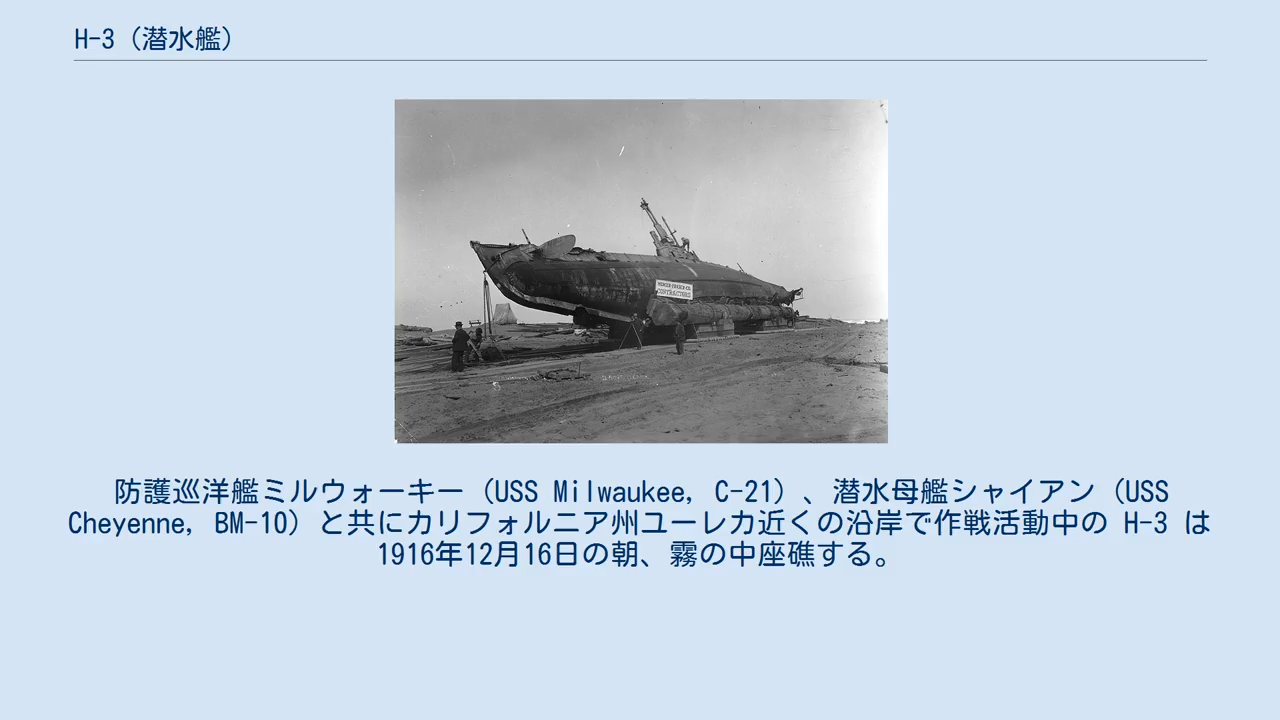 H-3（潜水艦）
MERCER-FRASER CO.
CONTRACTORS
防護巡洋艦ミルウォーキー（USS Milwaukee, C-21）、潜水母艦シャイアン（USS
Cheyenne, BM-10）と共にカリフォルニア州ユーレカ近くの沿岸で作戦活動中の H-3 は
1916年12月16日の朝、霧の中座礁する。